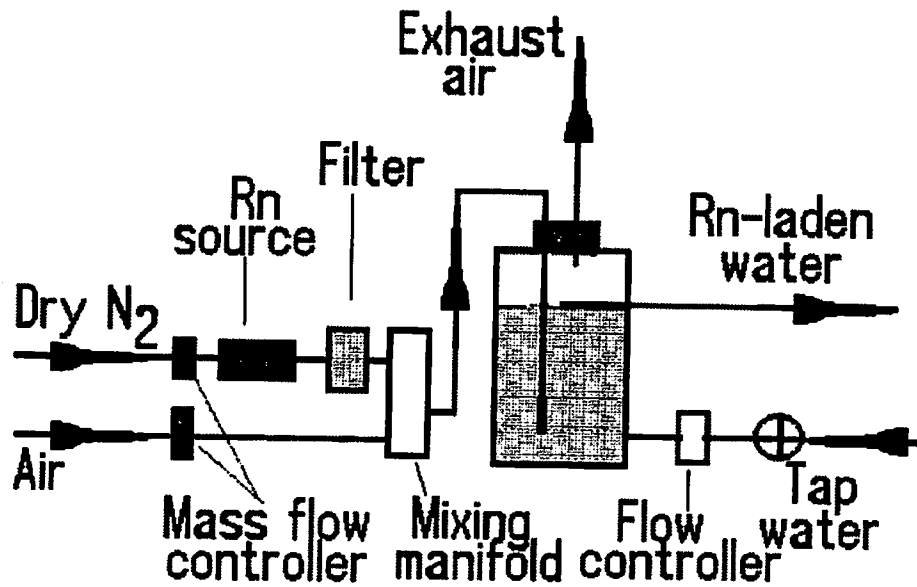 Exhaust
air
Filter
Rn
source
Rn-laden
water
Dry N₂
Air
Mass flow
controller
Mixing
manifold
Flow
controller
Tap
water